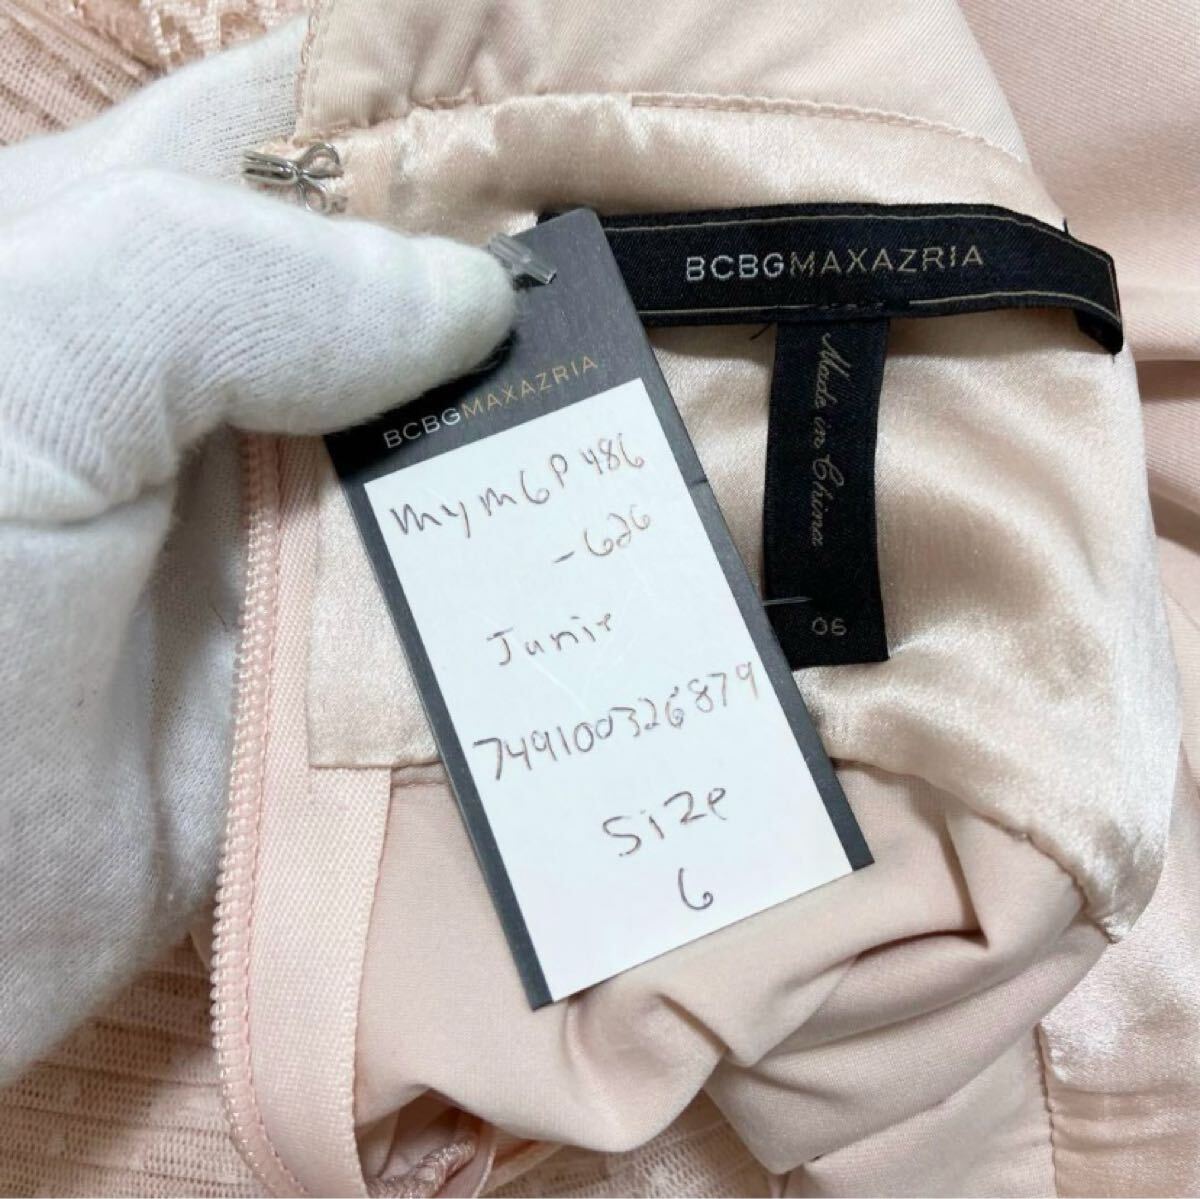 BCBGMAXAZRIA
Made in China
06
BCBGMAXAZRIA
mym6P486
-626
Junie
749100326879
Size
6